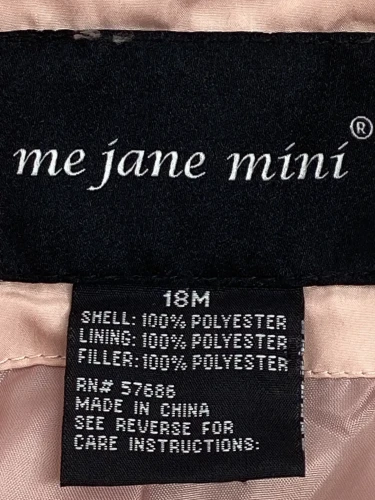 me jane mini®
18M
SHELL: 100% POLYESTER
LINING: 100% POLYESTER
FILLER: 100% POLYESTER
RN# 57686
MADE IN CHINA
SEE REVERSE FOR
CARE INSTRUCTIONS: